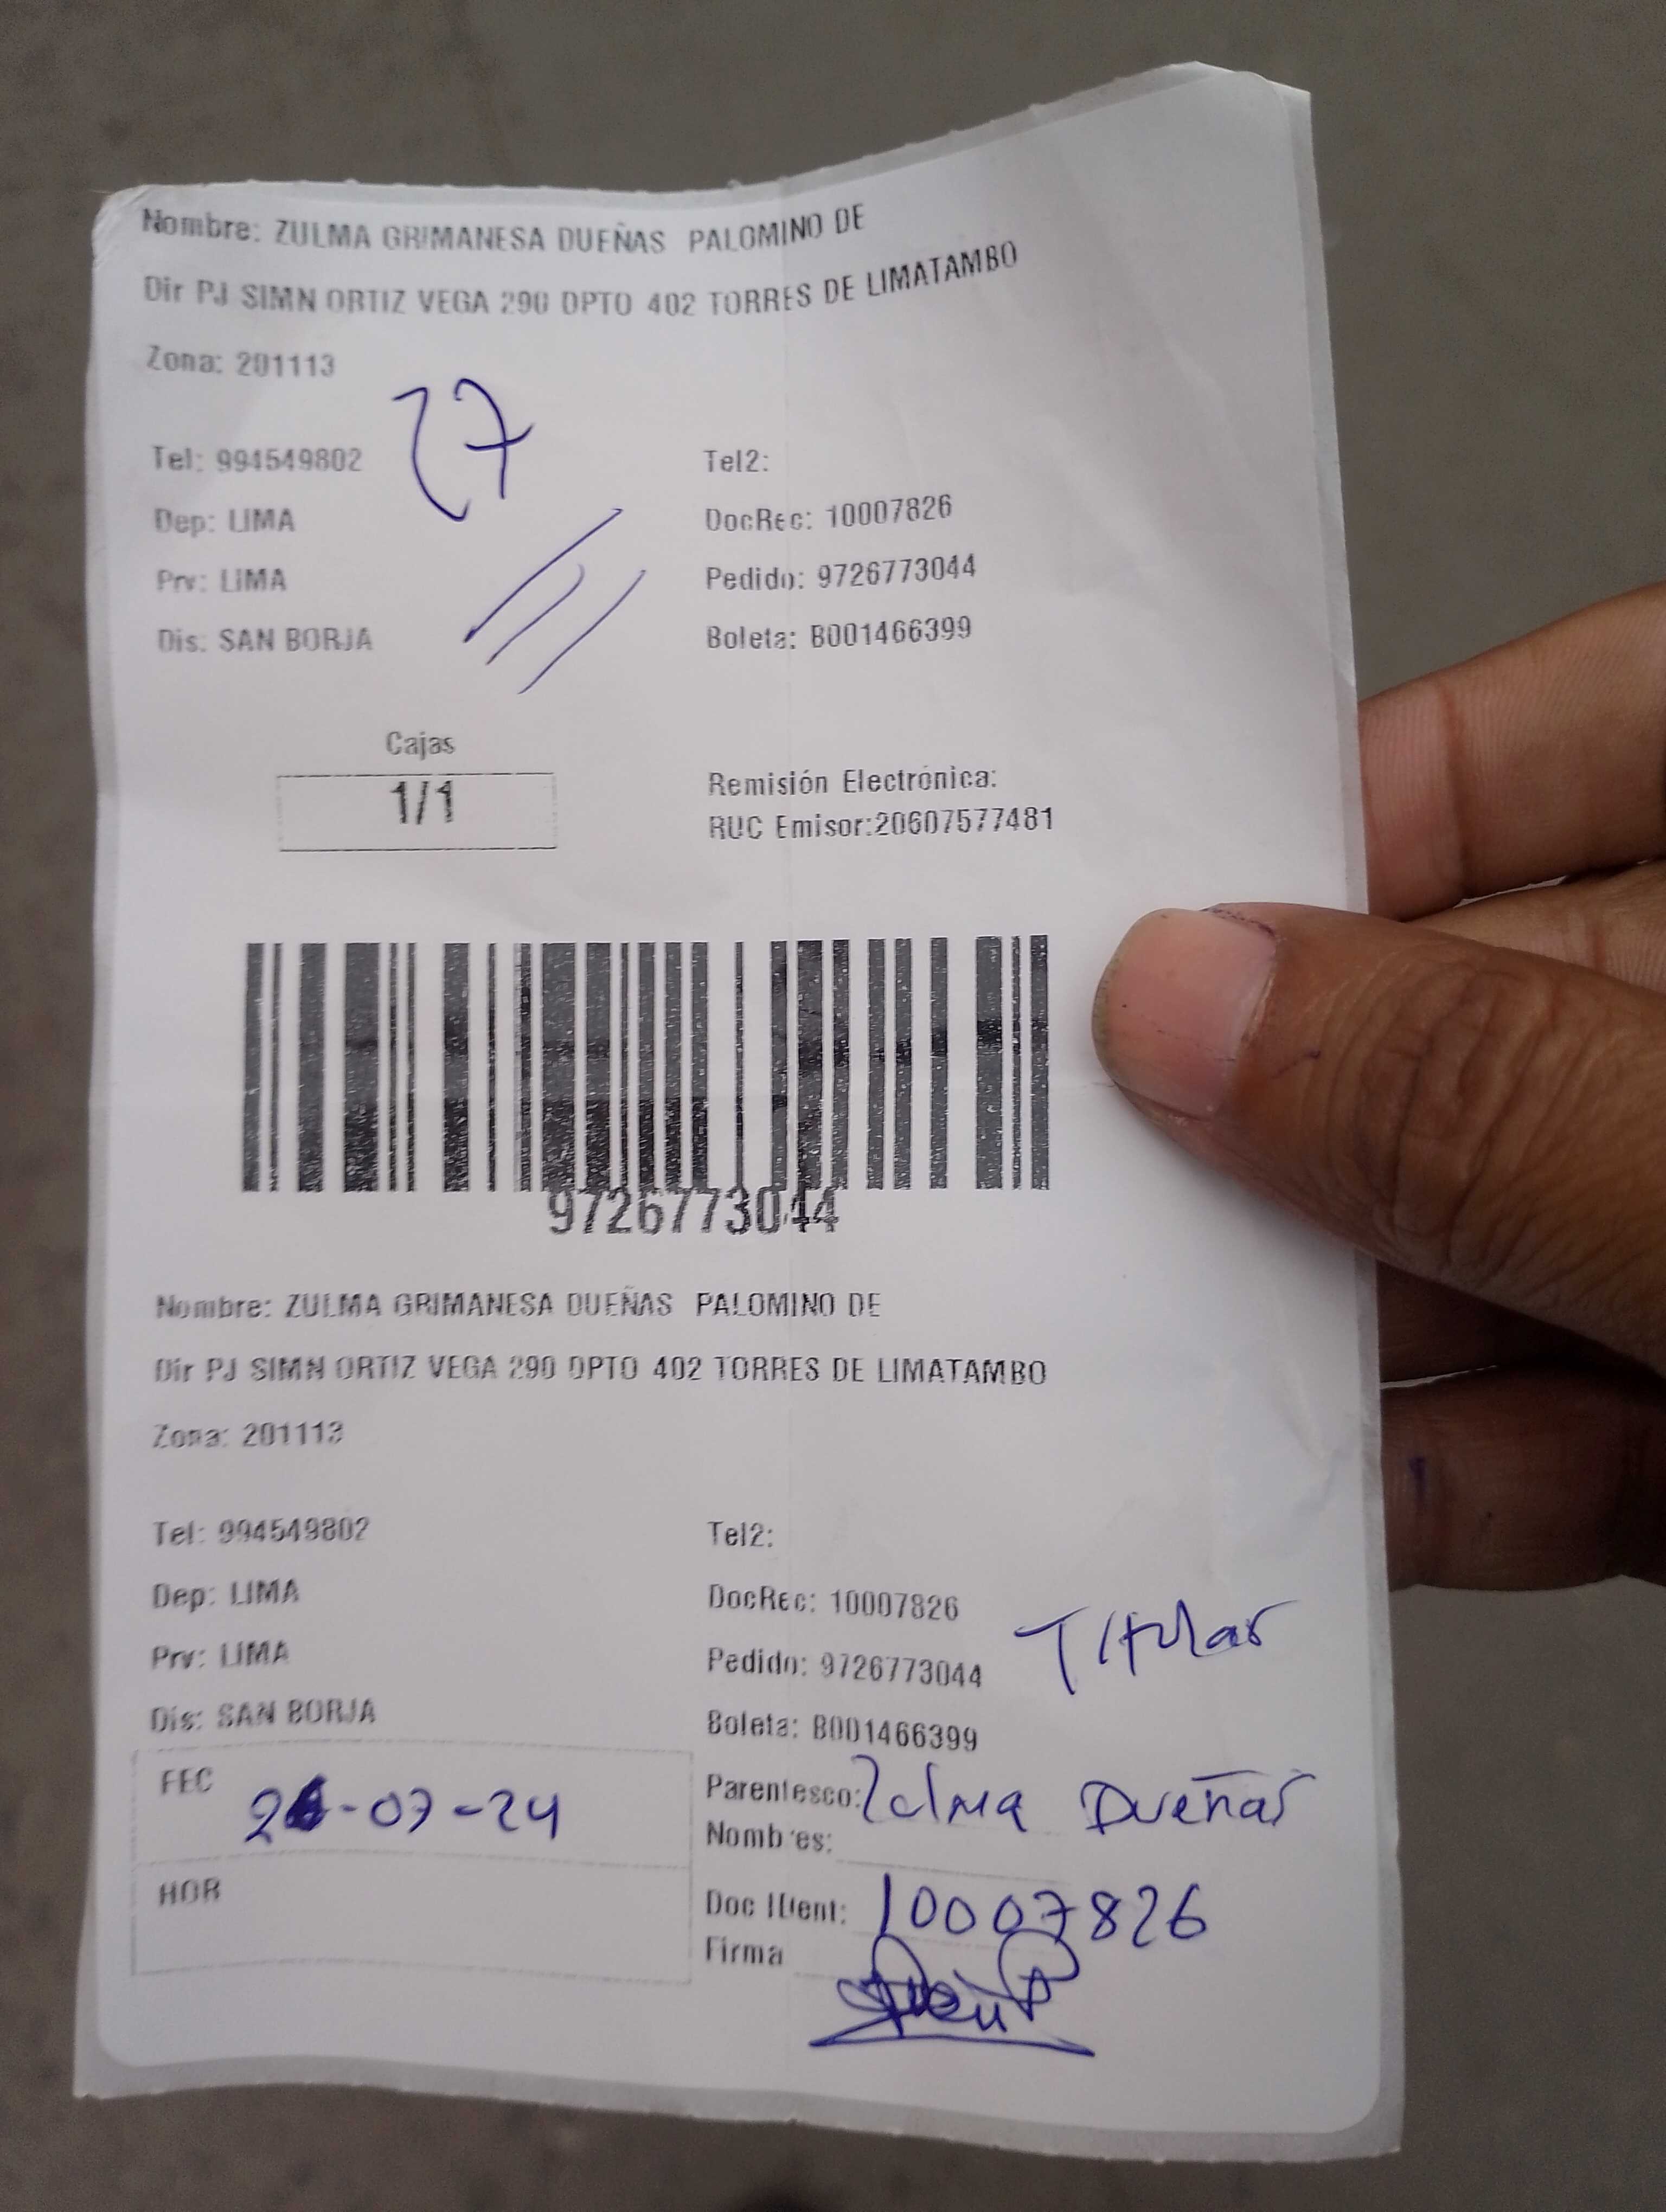 Nombre: ZULMA GRIMANESA DUEÑAS PALOMINO DE
Dir PJ SIMN ORTIZ VEGA 290 DPTO 402 TORRES DE LIMATAMBO
Zona: 201113
27
Tel: 994549802 Tel2:
Dep: LIMA DocRec: 10007826
Prv: LIMA Pedido: 9726773044
Dis: SAN BORJA Boleta: B001466399
Cajas
1/1
Remisión Electrónica:
RUC Emisor:20607577481
9726773044
Nombre: ZULMA GRIMANESA DUEÑAS PALOMINO DE
Dir PJ SIMN ORTIZ VEGA 290 DPTO 402 TORRES DE LIMATAMBO
Zona: 201113
Tel: 994549802 Tel2:
Dep: LIMA DocRec: 10007826
Titular
Prv: LIMA Pedido: 9726773044
Dis: SAN BORJA Boleta: B001466399
FEC
Parentesco: Zulma Dueñas
Nombres:
HOR
Doc IDent: 10007826
Firma